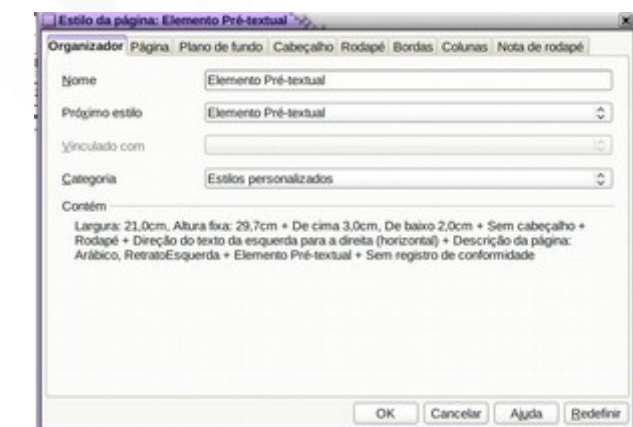 Estilo da página: Elemento Pré-textual
Organizador Página Plano de fundo Cabeçalho Rodapé Bordas Colunas Nota de rodapé
Nome Elemento Pré-textual
Próximo estilo Elemento Pré-textual
Vinculado com
Categoria Estilos personalizados
Contém
Largura: 21,0cm, Altura fixa: 29,7cm + De cima 3,0cm, De baixo 2,0cm + Sem cabeçalho +
Rodapé + Direção do texto da esquerda para a direita (horizontal) + Descrição da página:
Arábico, RetratoEsquerda + Elemento Pré-textual + Sem registro de conformidade
OK Cancelar Ajuda Redefinir